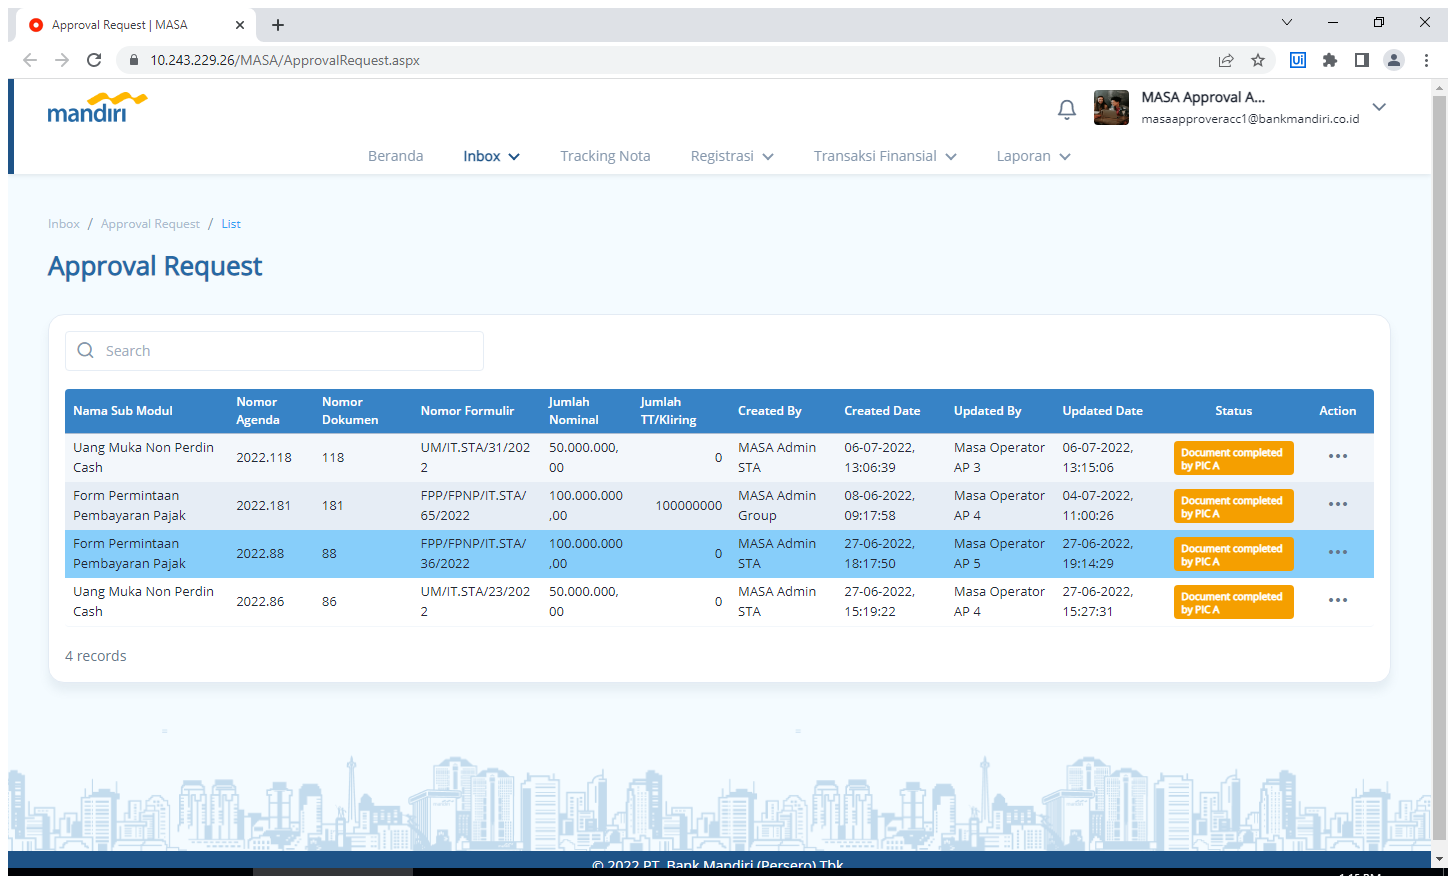 Approval Request | MASA
10.243.229.26/MASA/ApprovalRequest.aspx
Ui
mandiri
MASA Approval A...
masaapproveracc1@bankmandiri.co.id
Beranda Inbox Tracking Nota Registrasi Transaksi Finansial Laporan
Inbox / Approval Request / List
Approval Request
Search
Nama Sub Modul Nomor Agenda Nomor Dokumen Nomor Formulir Jumlah Nominal Jumlah TT/Kliring Created By Created Date Updated By Updated Date Status Action
Uang Muka Non Perdin Cash 2022.118 118 UM/IT.STA/31/2022 50.000.000,00 0 MASA Admin STA 06-07-2022, 13:06:39 Masa Operator AP 3 06-07-2022, 13:15:06 Document completed by PIC A
Form Permintaan Pembayaran Pajak 2022.181 181 FPP/FPNP/IT.STA/65/2022 100.000.000,00 100000000 MASA Admin Group 08-06-2022, 09:17:58 Masa Operator AP 4 04-07-2022, 11:00:26 Document completed by PIC A
Form Permintaan Pembayaran Pajak 2022.88 88 FPP/FPNP/IT.STA/36/2022 100.000.000,00 0 MASA Admin STA 27-06-2022, 18:17:50 Masa Operator AP 5 27-06-2022, 19:14:29 Document completed by PIC A
Uang Muka Non Perdin Cash 2022.86 86 UM/IT.STA/23/2022 50.000.000,00 0 MASA Admin STA 27-06-2022, 15:19:22 Masa Operator AP 4 27-06-2022, 15:27:31 Document completed by PIC A
4 records
© 2022 PT. Bank Mandiri (Persero) Tbk
1:15 PM